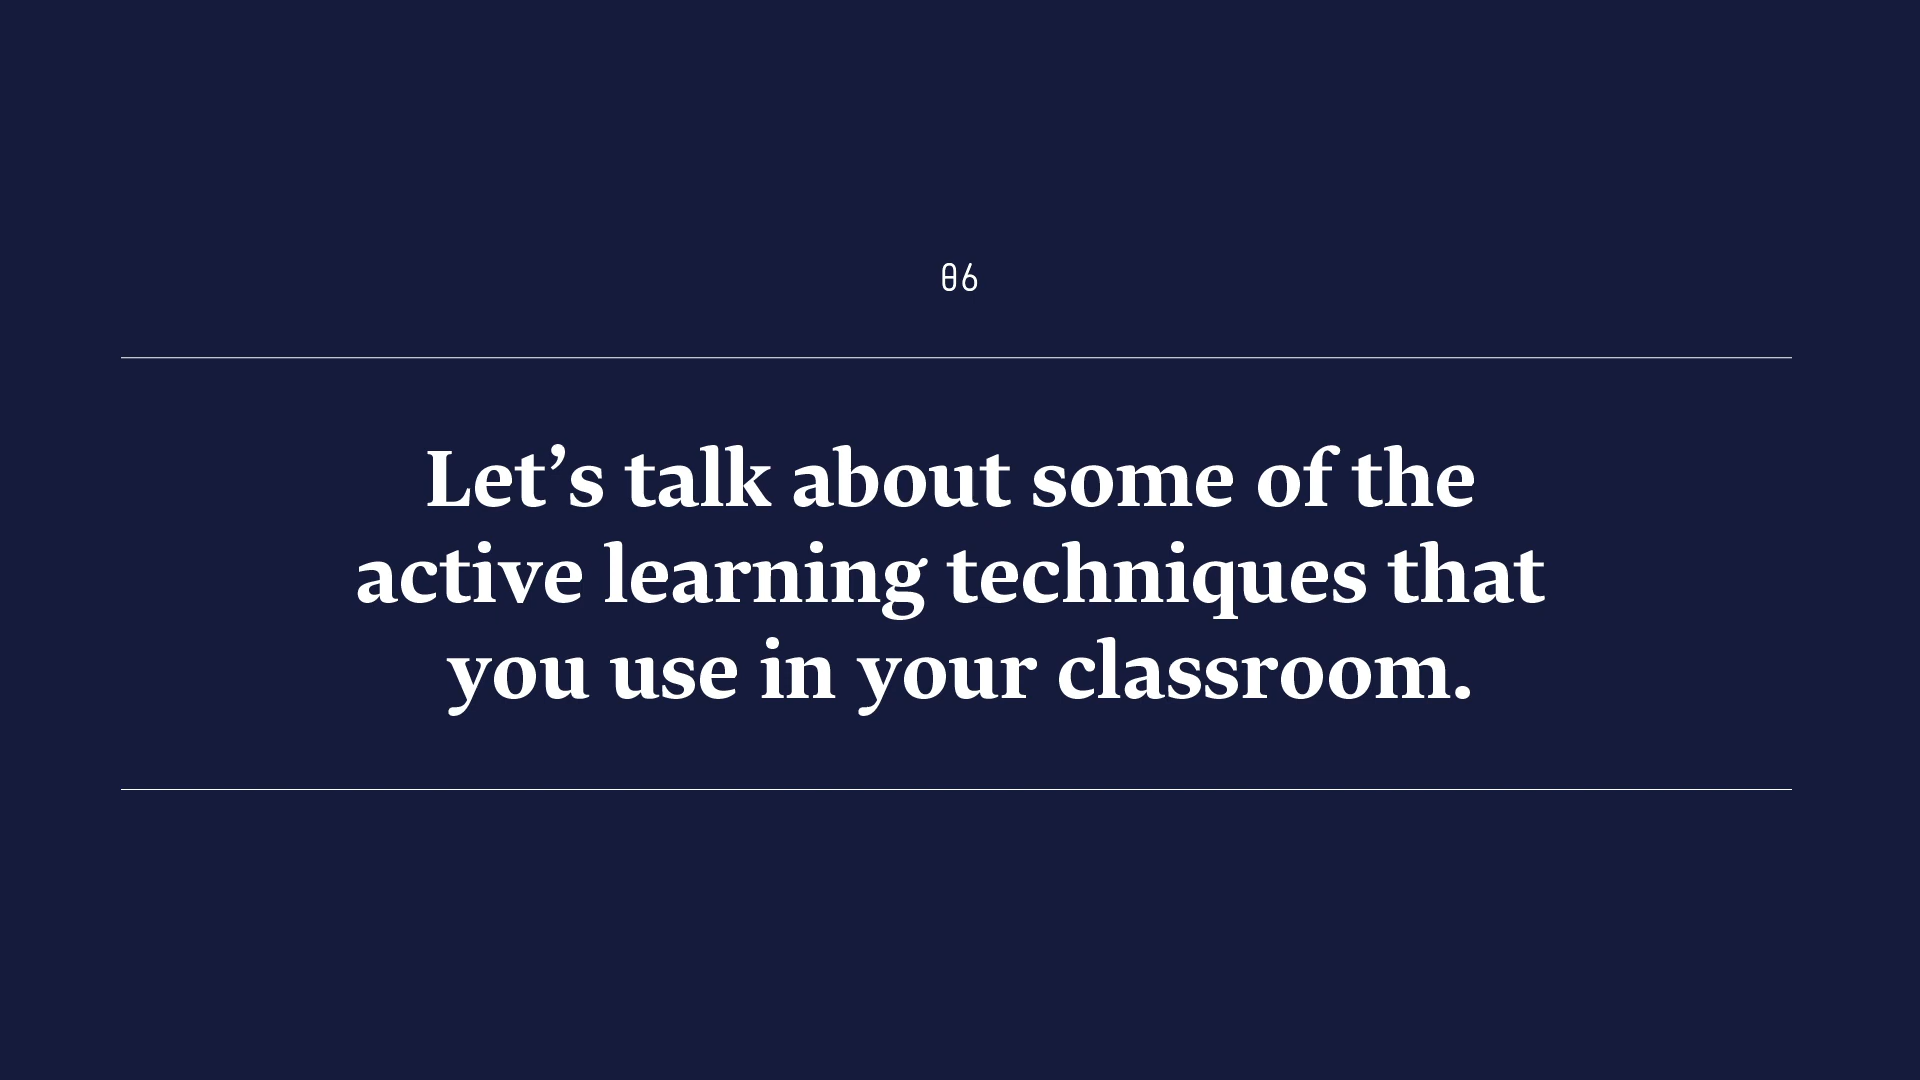 06
Let’s talk about some of the
active learning techniques that
you use in your classroom.